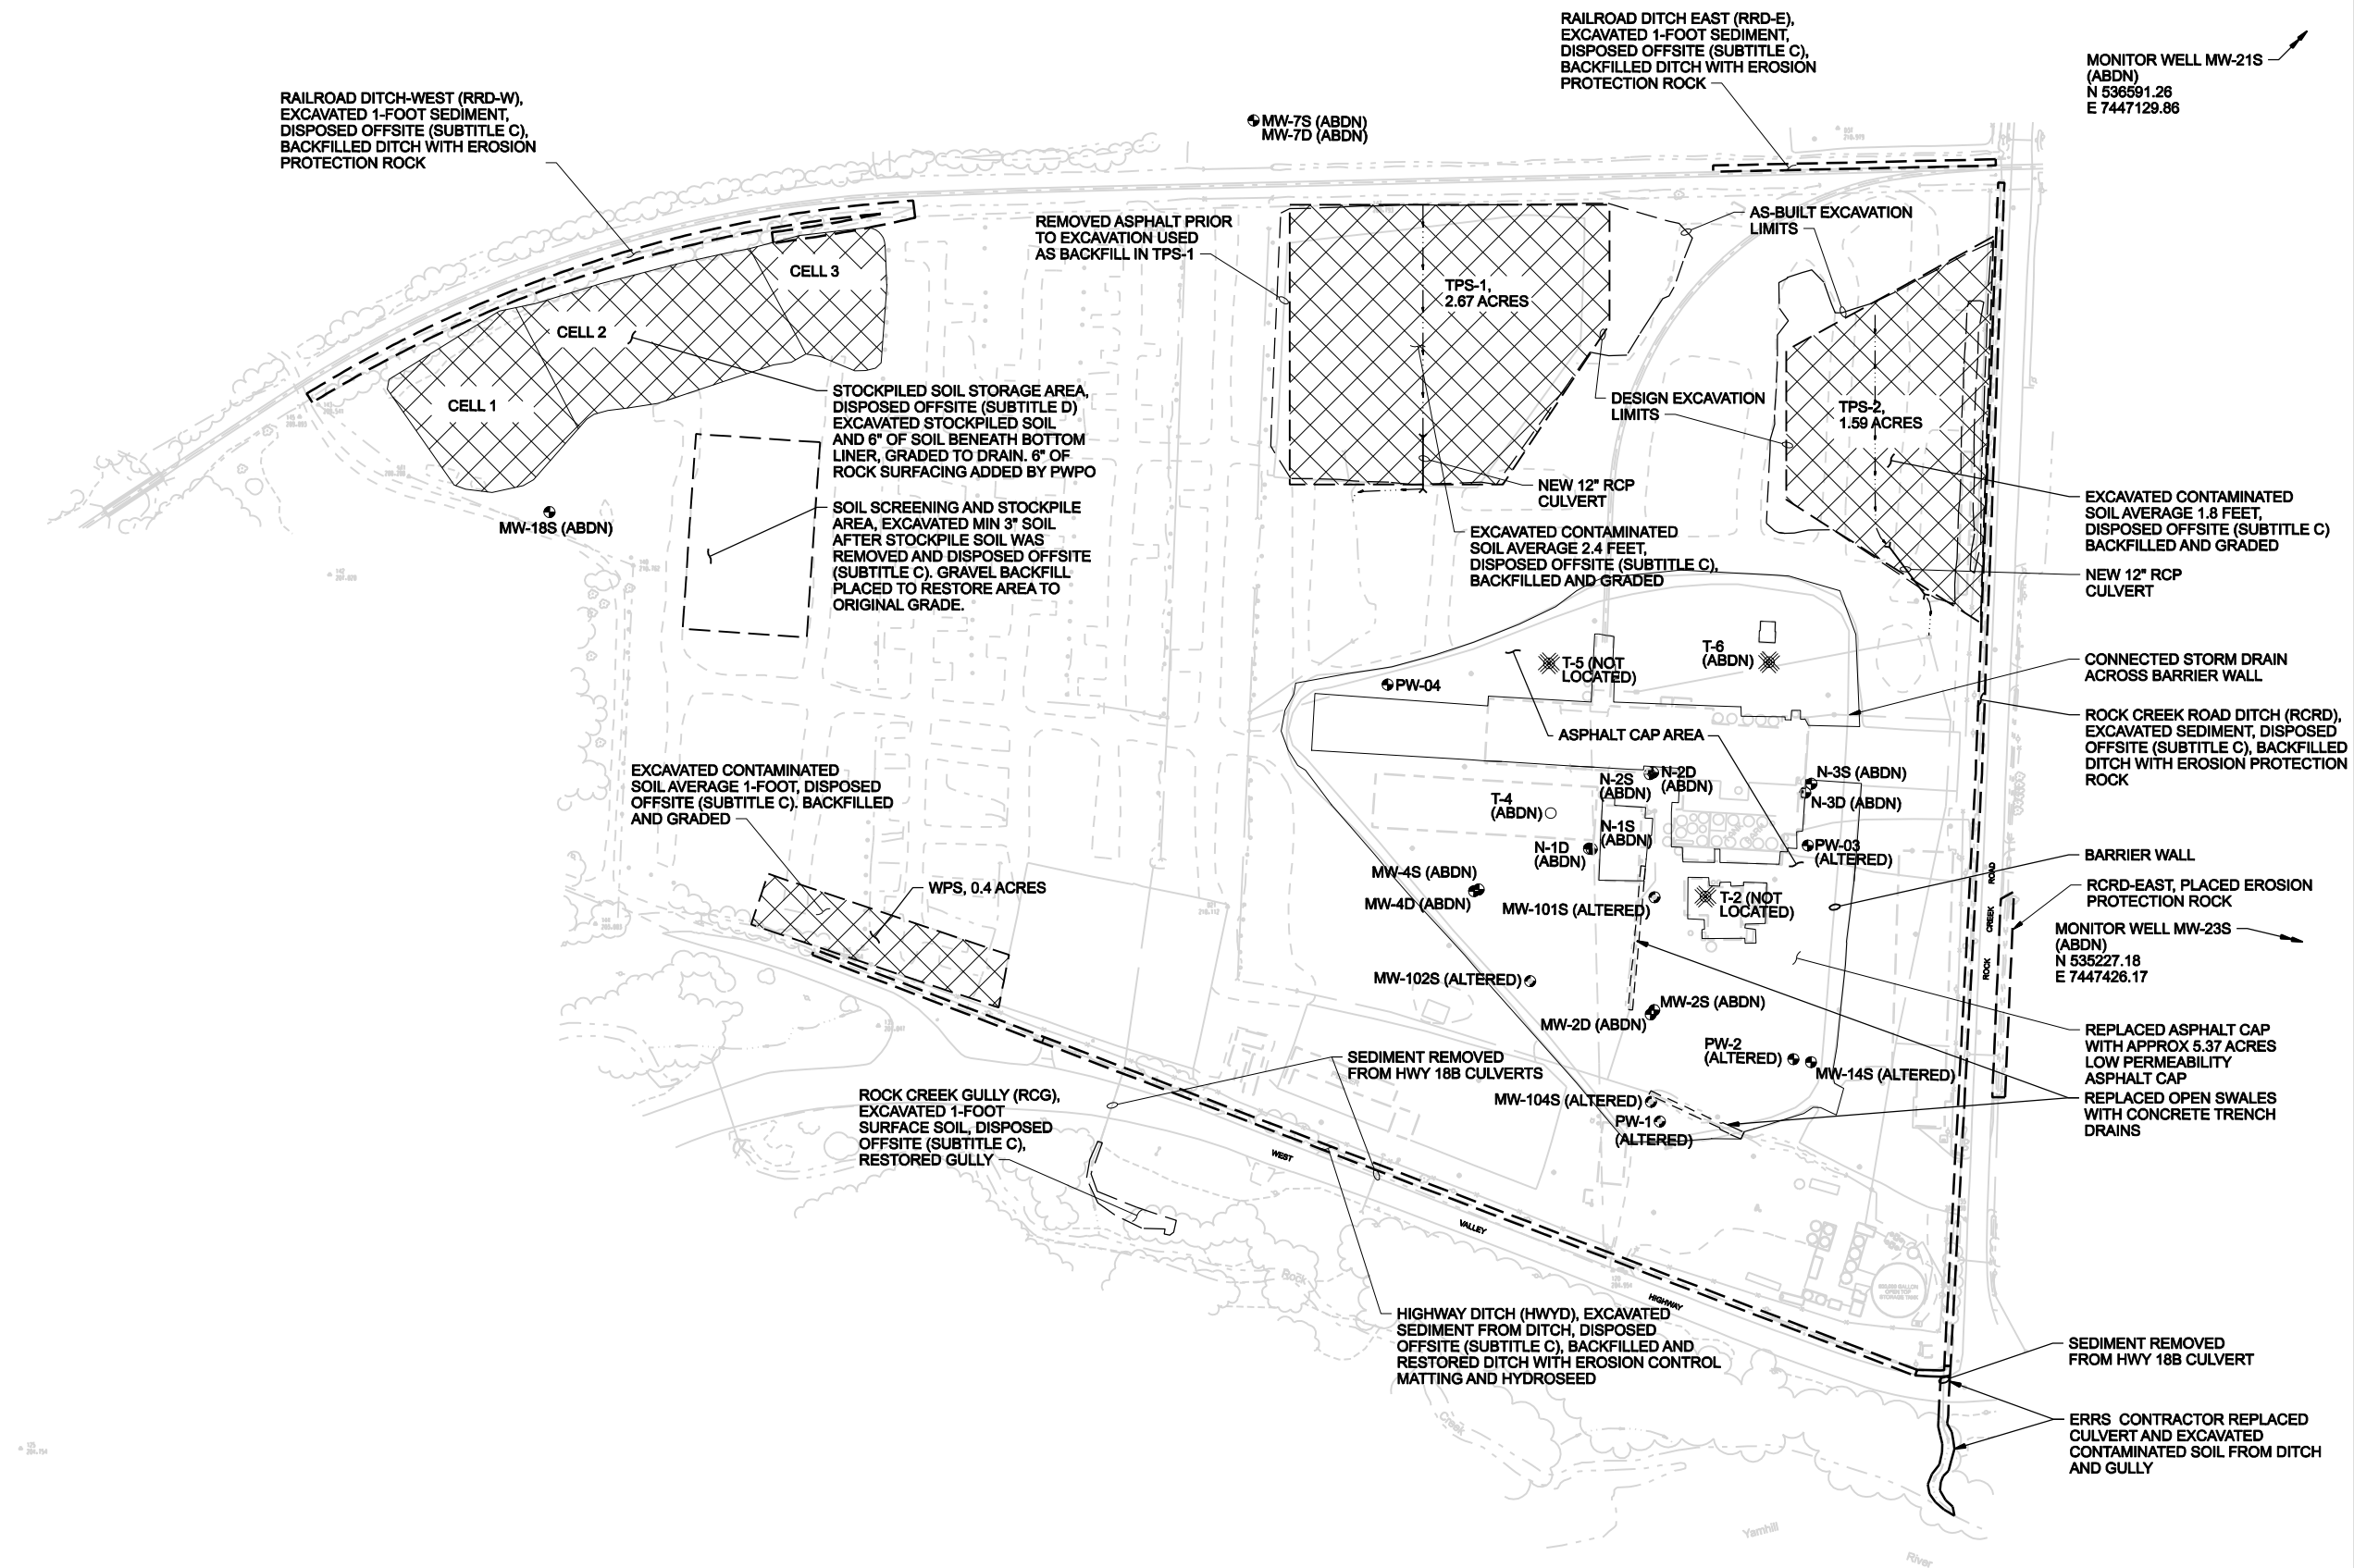 RAILROAD DITCH EAST (RRD-E),
EXCAVATED 1-FOOT SEDIMENT,
DISPOSED OFFSITE (SUBTITLE C),
BACKFILLED DITCH WITH EROSION
PROTECTION ROCK
MONITOR WELL MW-21S
(ABDN)
N 536591.26
E 7447129.86
RAILROAD DITCH-WEST (RRD-W),
EXCAVATED 1-FOOT SEDIMENT,
DISPOSED OFFSITE (SUBTITLE C),
BACKFILLED DITCH WITH EROSION
PROTECTION ROCK
MW-7S (ABDN)
MW-7D (ABDN)
REMOVED ASPHALT PRIOR
TO EXCAVATION USED
AS BACKFILL IN TPS-1
AS-BUILT EXCAVATION
LIMITS
CELL 3
CELL 2
CELL 1
TPS-1,
2.67 ACRES
DESIGN EXCAVATION
LIMITS
TPS-2,
1.59 ACRES
STOCKPILED SOIL STORAGE AREA,
DISPOSED OFFSITE (SUBTITLE D)
EXCAVATED STOCKPILED SOIL
AND 6" OF SOIL BENEATH BOTTOM
LINER, GRADED TO DRAIN. 6" OF
ROCK SURFACING ADDED BY PWPO
MW-18S (ABDN)
SOIL SCREENING AND STOCKPILE
AREA, EXCAVATED MIN 3" SOIL
AFTER STOCKPILE SOIL WAS
REMOVED AND DISPOSED OFFSITE
(SUBTITLE C). GRAVEL BACKFILL
PLACED TO RESTORE AREA TO
ORIGINAL GRADE.
NEW 12" RCP
CULVERT
EXCAVATED CONTAMINATED
SOIL AVERAGE 2.4 FEET,
DISPOSED OFFSITE (SUBTITLE C),
BACKFILLED AND GRADED
EXCAVATED CONTAMINATED
SOIL AVERAGE 1.8 FEET,
DISPOSED OFFSITE (SUBTITLE C)
BACKFILLED AND GRADED
NEW 12" RCP
CULVERT
T-5 (NOT
LOCATED)
T-6
(ABDN)
PW-04
CONNECTED STORM DRAIN
ACROSS BARRIER WALL
ROCK CREEK ROAD DITCH (RCRD),
EXCAVATED SEDIMENT, DISPOSED
OFFSITE (SUBTITLE C), BACKFILLED
DITCH WITH EROSION PROTECTION
ROCK
ASPHALT CAP AREA
EXCAVATED CONTAMINATED
SOIL AVERAGE 1-FOOT, DISPOSED
OFFSITE (SUBTITLE C). BACKFILLED
AND GRADED
N-2S
(ABDN)
N-2D
(ABDN)
N-3S (ABDN)
N-3D (ABDN)
T-4
(ABDN)
N-1S
(ABDN)
N-1D
(ABDN)
PW-03
(ALTERED)
BARRIER WALL
MW-4S (ABDN)
MW-4D (ABDN)
WPS, 0.4 ACRES
MW-101S (ALTERED)
T-2 (NOT
LOCATED)
RCRD-EAST, PLACED EROSION
PROTECTION ROCK
MONITOR WELL MW-23S
(ABDN)
N 535227.18
E 7447426.17
ROCK CREEK ROAD
MW-102S (ALTERED)
MW-2S (ABDN)
MW-2D (ABDN)
PW-2
(ALTERED)
MW-14S (ALTERED)
REPLACED ASPHALT CAP
WITH APPROX 5.37 ACRES
LOW PERMEABILITY
ASPHALT CAP
REPLACED OPEN SWALES
WITH CONCRETE TRENCH
DRAINS
SEDIMENT REMOVED
FROM HWY 18B CULVERTS
MW-104S (ALTERED)
PW-1
(ALTERED)
ROCK CREEK GULLY (RCG),
EXCAVATED 1-FOOT
SURFACE SOIL, DISPOSED
OFFSITE (SUBTITLE C),
RESTORED GULLY
WEST VALLEY HIGHWAY
HIGHWAY DITCH (HWYD), EXCAVATED
SEDIMENT FROM DITCH, DISPOSED
OFFSITE (SUBTITLE C), BACKFILLED AND
RESTORED DITCH WITH EROSION CONTROL
MATTING AND HYDROSEED
SEDIMENT REMOVED
FROM HWY 18B CULVERT
ERRS CONTRACTOR REPLACED
CULVERT AND EXCAVATED
CONTAMINATED SOIL FROM DITCH
AND GULLY
Rock
Creek
Yamhill
River